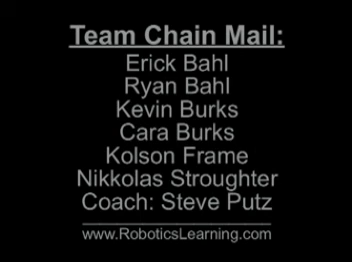 Team Chain Mail:
Erick Bahl
Ryan Bahl
Kevin Burks
Cara Burks
Kolson Frame
Nikkolas Stroughter
Coach: Steve Putz
www.RoboticsLearning.com